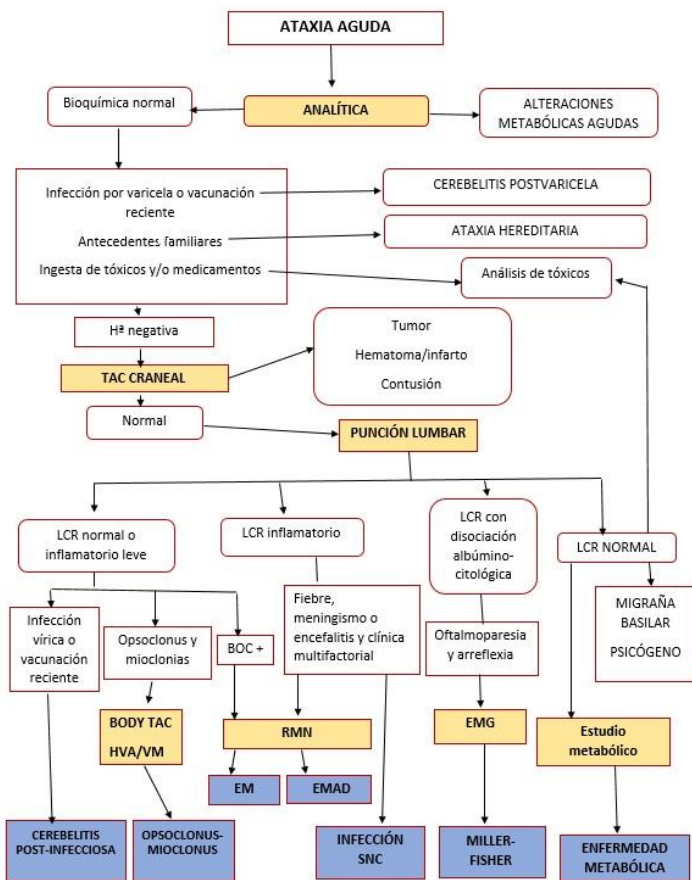 ATAXIA AGUDA
Bioquímica normal
ANALÍTICA
ALTERACIONES
METABÓLICAS AGUDAS
Infección por varicela o vacunación
reciente
CEREBELITIS POSTVARICELA
Antecedentes familiares
ATAXIA HEREDITARIA
Ingesta de tóxicos y/o medicamentos
Análisis de tóxicos
Hª negativa
Tumor
Hematoma/infarto
Contusión
TAC CRANEAL
Normal
PUNCIÓN LUMBAR
LCR normal o
inflamatorio leve
LCR inflamatorio
LCR con
disociación
albúmino-
citológica
LCR NORMAL
Infección
vírica o
vacunación
reciente
Opsoclonus y
mioclonias
BOC +
Fiebre,
meningismo o
encefalitis y clínica
multifactorial
Oftalmoparesia
y arreflexia
MIGRAÑA
BASILAR
PSICÓGENO
BODY TAC
HVA/VM
RMN
EMG
Estudio
metabólico
EM
EMAD
CEREBELITIS
POST-INFECCIOSA
OPSOCLONUS-
MIOCLONUS
INFECCIÓN
SNC
MILLER-
FISHER
ENFERMEDAD
METABÓLICA